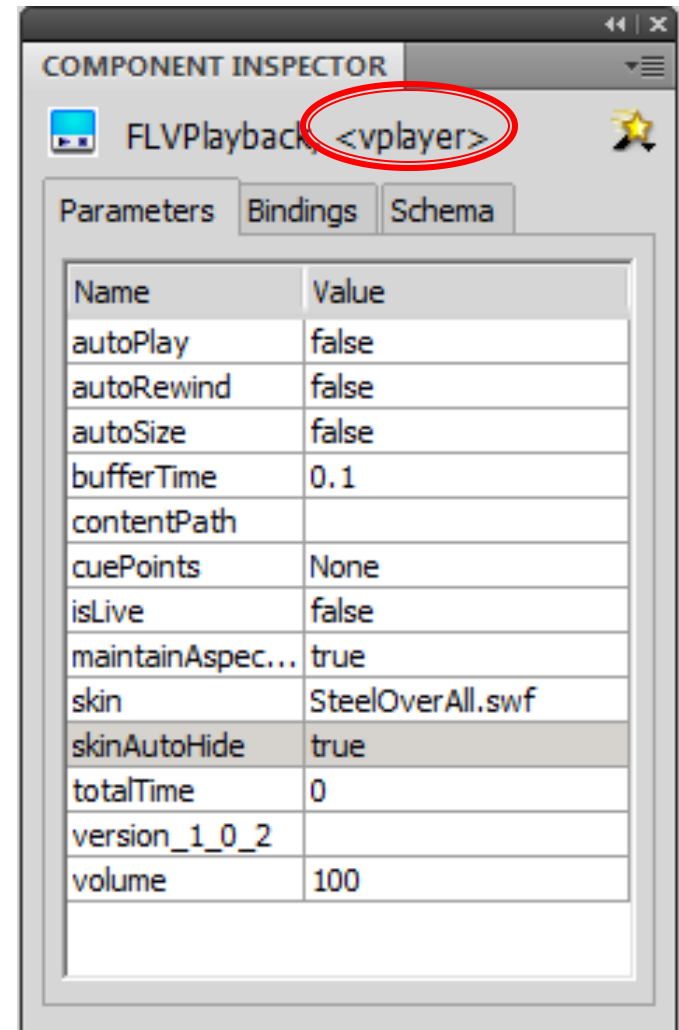 COMPONENT INSPECTOR
FLVPlayback, <vplayer>
Parameters Bindings Schema
Name Value
autoPlay false
autoRewind false
autoSize false
bufferTime 0.1
contentPath
cuePoints None
isLive false
maintainAspec... true
skin SteelOverAll.swf
skinAutoHide true
totalTime 0
version_1_0_2
volume 100